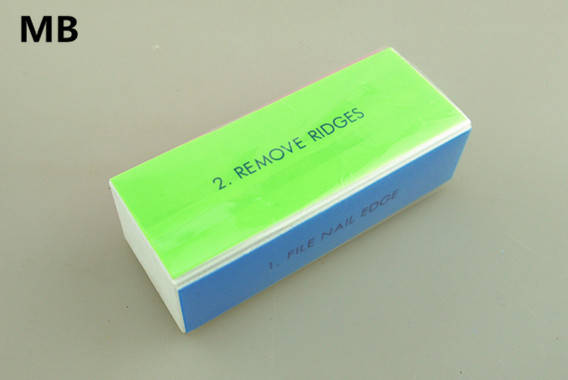 MB
2. REMOVE RIDGES
1. FILE NAIL EDGE